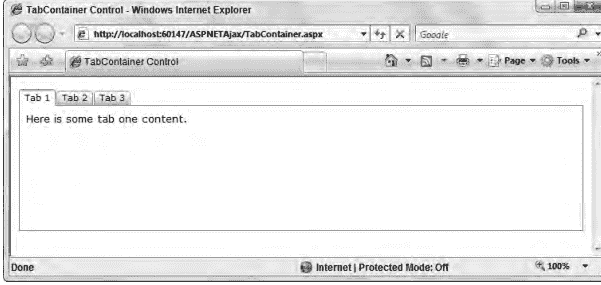 TabContainer Control - Windows Internet Explorer
http://localhost:60147/ASPNETAjax/TabContainer.aspx Google
TabContainer Control Page Tools
Tab 1 Tab 2 Tab 3
Here is some tab one content.
Done Internet | Protected Mode: Off 100%